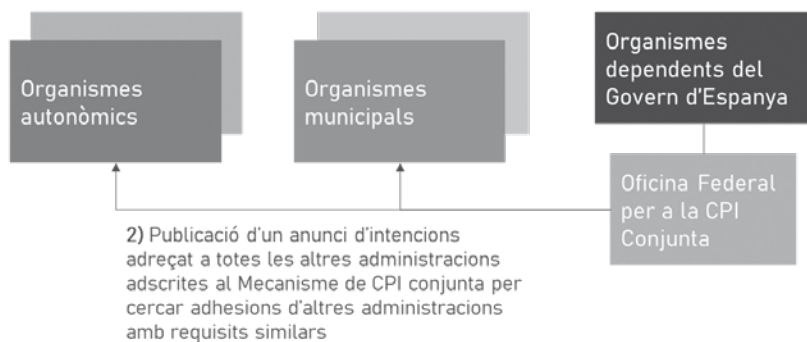 Organismes
autonòmics
Organismes
municipals
Organismes
dependents del
Govern d'Espanya
Oficina Federal
per a la CPI
Conjunta
2) Publicació d'un anunci d'intencions
adreçat a totes les altres administracions
adscrites al Mecanisme de CPI conjunta per
cercar adhesions d'altres administracions
amb requisits similars